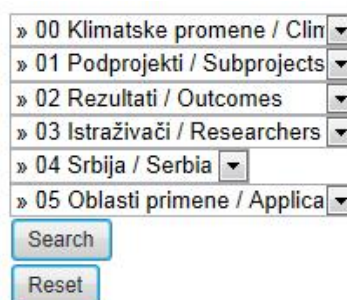 » 00 Klimatske promene / Clim
» 01 Podprojekti / Subprojects
» 02 Rezultati / Outcomes
» 03 Istraživači / Researchers
» 04 Srbija / Serbia
» 05 Oblasti primene / Applica
Search
Reset